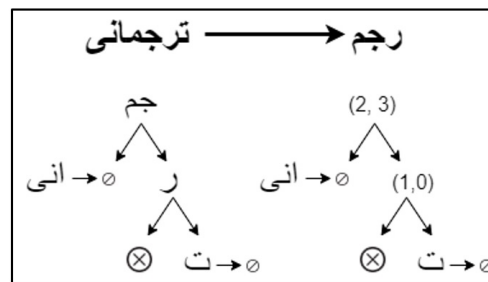 ترجمانی → رجم
جم (2, 3)
انی → ∅ ر انی → ∅ (1,0)
⊗ ت → ∅ ⊗ ت → ∅